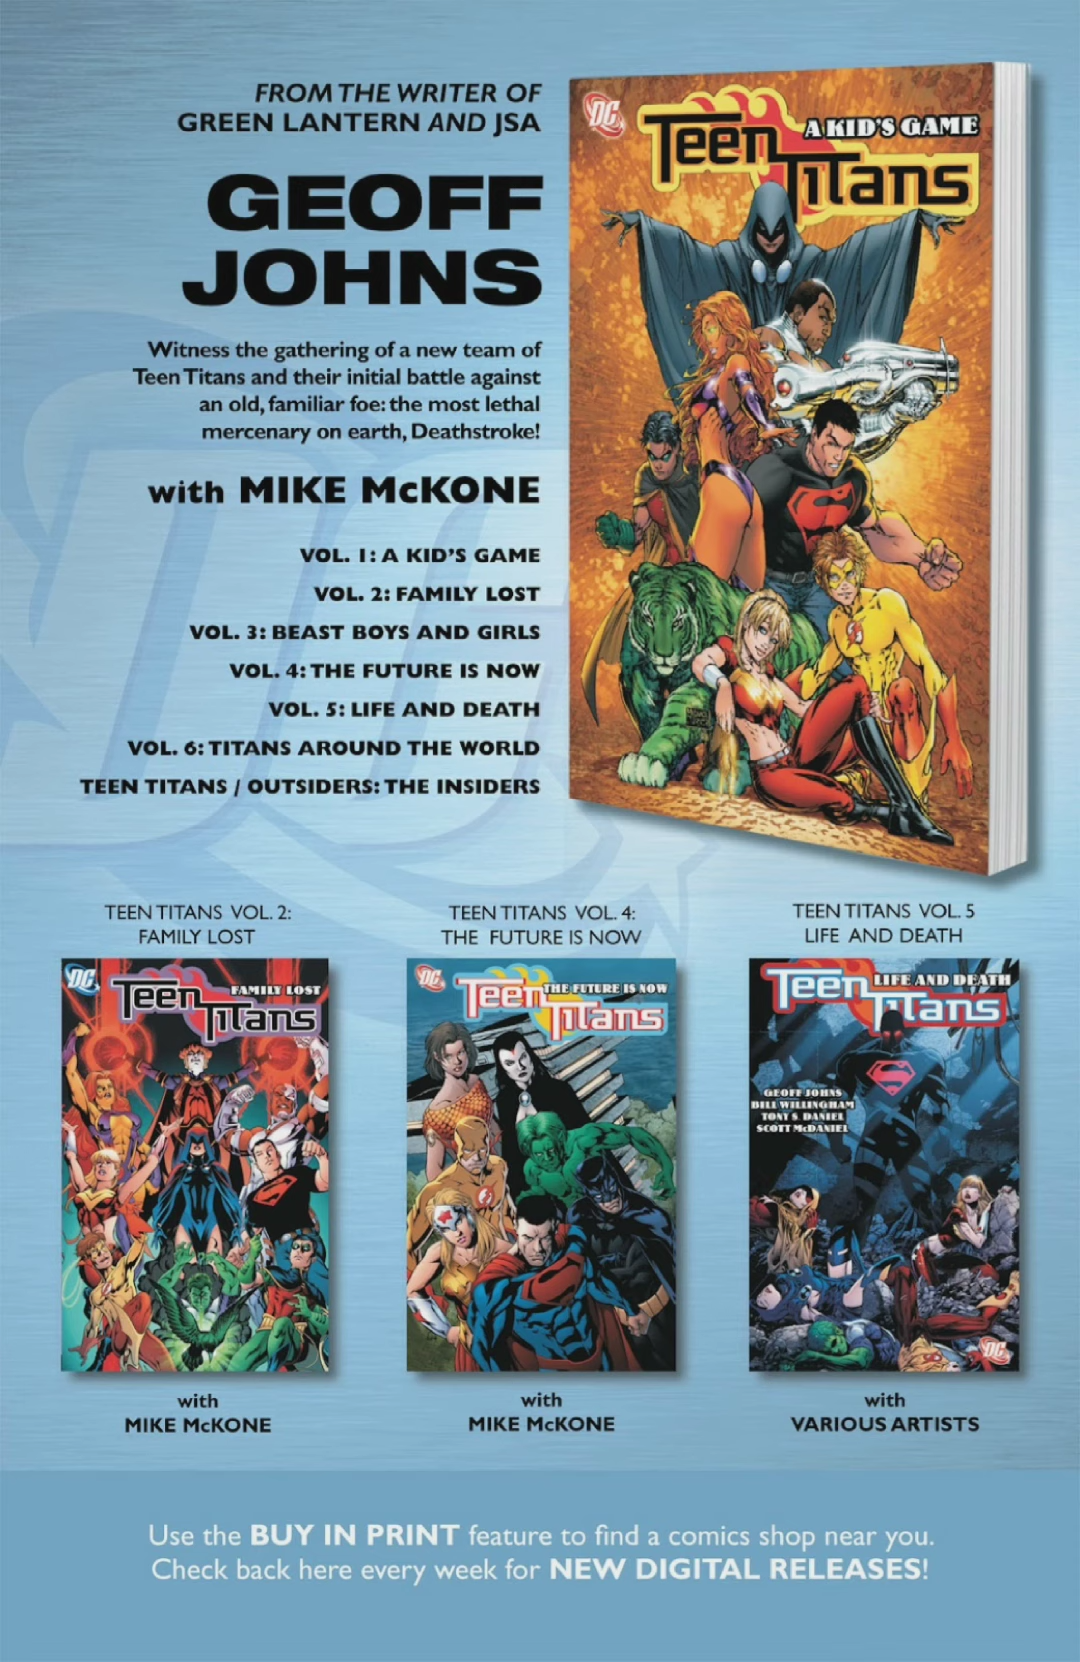 FROM THE WRITER OF
GREEN LANTERN AND JSA
GEOFF
JOHNS
Witness the gathering of a new team of
Teen Titans and their initial battle against
an old, familiar foe: the most lethal
mercenary on earth, Deathstroke!
with MIKE McKONE
VOL. 1: A KID'S GAME
VOL. 2: FAMILY LOST
VOL. 3: BEAST BOYS AND GIRLS
VOL. 4: THE FUTURE IS NOW
VOL. 5: LIFE AND DEATH
VOL. 6: TITANS AROUND THE WORLD
TEEN TITANS / OUTSIDERS: THE INSIDERS
DC
Teen A KID'S GAME
Titans
TEEN TITANS VOL. 2:
FAMILY LOST
DC
Teen FAMILY LOST
Titans
with
MIKE McKONE
TEEN TITANS VOL. 4:
THE FUTURE IS NOW
DC
Teen THE FUTURE IS NOW
Titans
with
MIKE McKONE
TEEN TITANS VOL. 5
LIFE AND DEATH
Teen LIFE AND DEATH
Titans
GEOFF JOHNS
BILL WILLINGHAM
TONY S. DANIEL
SCOTT McDANIEL
DC
with
VARIOUS ARTISTS
Use the BUY IN PRINT feature to find a comics shop near you.
Check back here every week for NEW DIGITAL RELEASES!